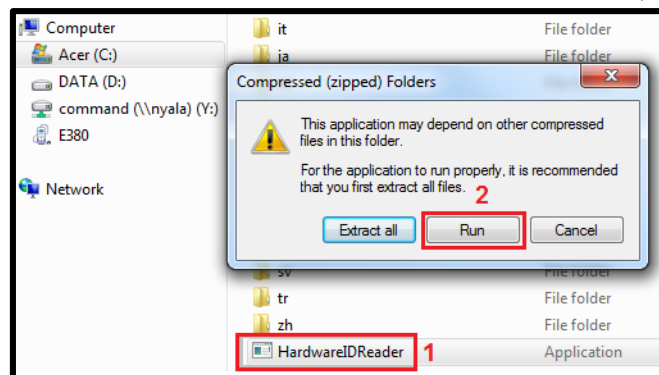 Computer
Acer (C:)
DATA (D:)
command (\\nyala) (Y:)
E380
Network
it File folder
ja File folder
Compressed (zipped) Folders
This application may depend on other compressed
files in this folder.
For the application to run properly, it is recommended
that you first extract all files.
2
Extract all Run Cancel
sv File folder
tr File folder
zh File folder
HardwareIDReader 1 Application